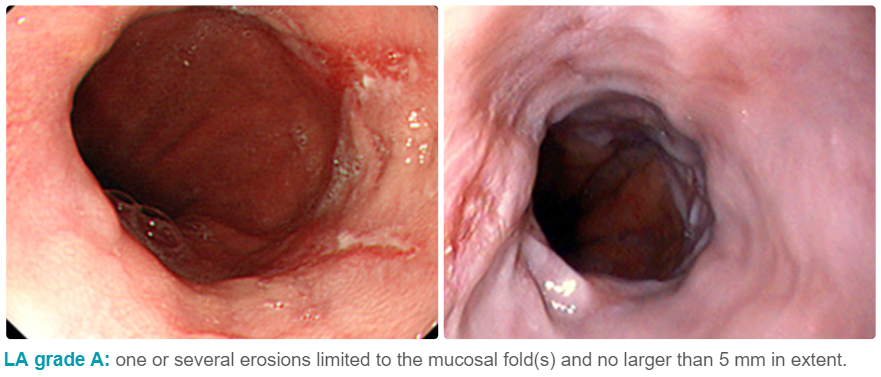 LA grade A: one or several erosions limited to the mucosal fold(s) and no larger than 5 mm in extent.